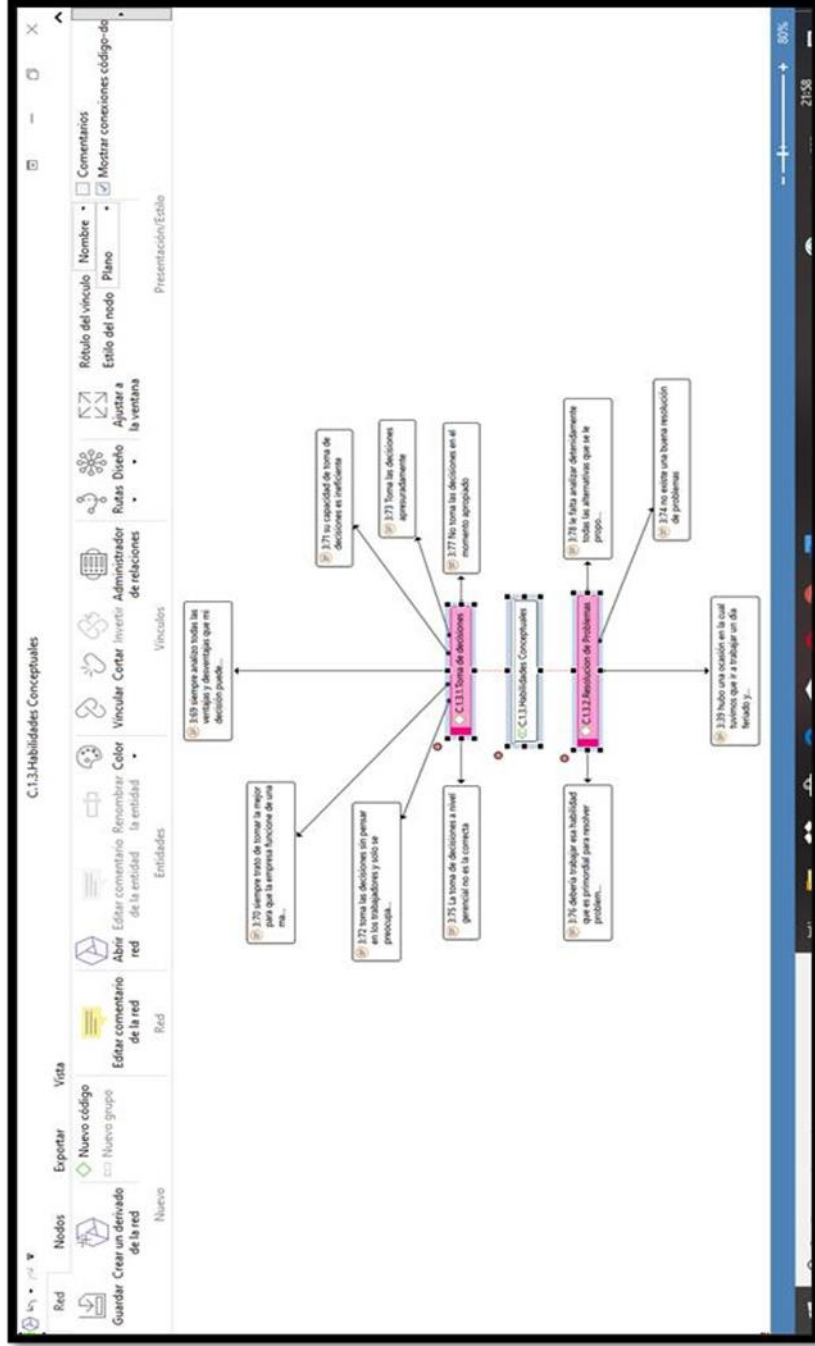 C.1.3.Habilidades Conceptuales
Red
Nodos
Exportar
Vista
Guardar
Crear un derivado
de la red
Nuevo código
Nuevo grupo
Nuevo
Editar comentario
de la red
Red
Abrir
red
Editar comentario
de la entidad
Renombrar
la entidad
Color
Entidades
Vincular
Cortar
Invertir
Administrador
de relaciones
Vínculos
Rutas
Diseño
Ajustar a
la ventana
Rótulo del vínculo
Nombre
Estilo del nodo
Plano
Comentarios
Mostrar conexiones código-do
Presentación/Estilo
3:69 siempre analizo todas las
ventajas y desventajas que mi
decisión puede...
3:70 siempre trato de tomar la mejor
para que la empresa funcione de una
ma...
3:71 su capacidad de toma de
decisiones es ineficiente
3:72 toma las decisiones sin pensar
en los trabajadores y solo se
preocupa...
3:73 Toma las decisiones
apresuradamente
3:75 La toma de decisiones a nivel
gerencial no es la correcta
C.1.3.1.Toma de decisiones
3:77 No toma las decisiones en el
momento apropiado
C.1.3.Habilidades Conceptuales
3:76 debería trabajar esa habilidad
que es primordial para resolver
problem...
C.1.3.2.Resolucion de Problemas
3:78 le falta analizar detenidamente
todas las alternativas que se le
propo...
3:74 no existe una buena resolución
de problemas
3:39 hubo una ocasión en la cual
tuvimos que ir a trabajar un día
feriado y...
80%
21:58